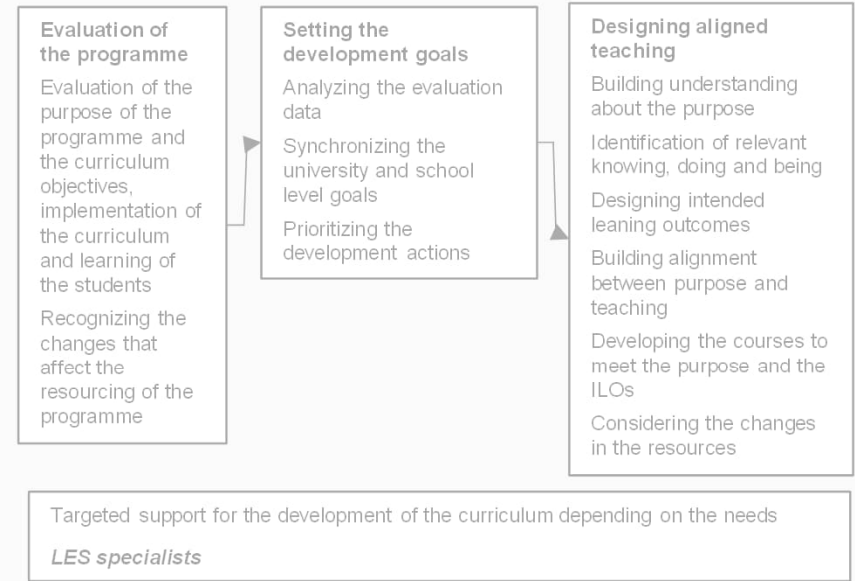 Evaluation of
the programme
Evaluation of the
purpose of the
programme and
the curriculum
objectives,
implementation of
the curriculum
and learning of
the students
Recognizing the
changes that
affect the
resourcing of the
programme
Setting the
development goals
Analyzing the evaluation
data
Synchronizing the
university and school
level goals
Prioritizing the
development actions
Designing aligned
teaching
Building understanding
about the purpose
Identification of relevant
knowing, doing and being
Designing intended
leaning outcomes
Building alignment
between purpose and
teaching
Developing the courses to
meet the purpose and the
ILOs
Considering the changes
in the resources
Targeted support for the development of the curriculum depending on the needs
LES specialists